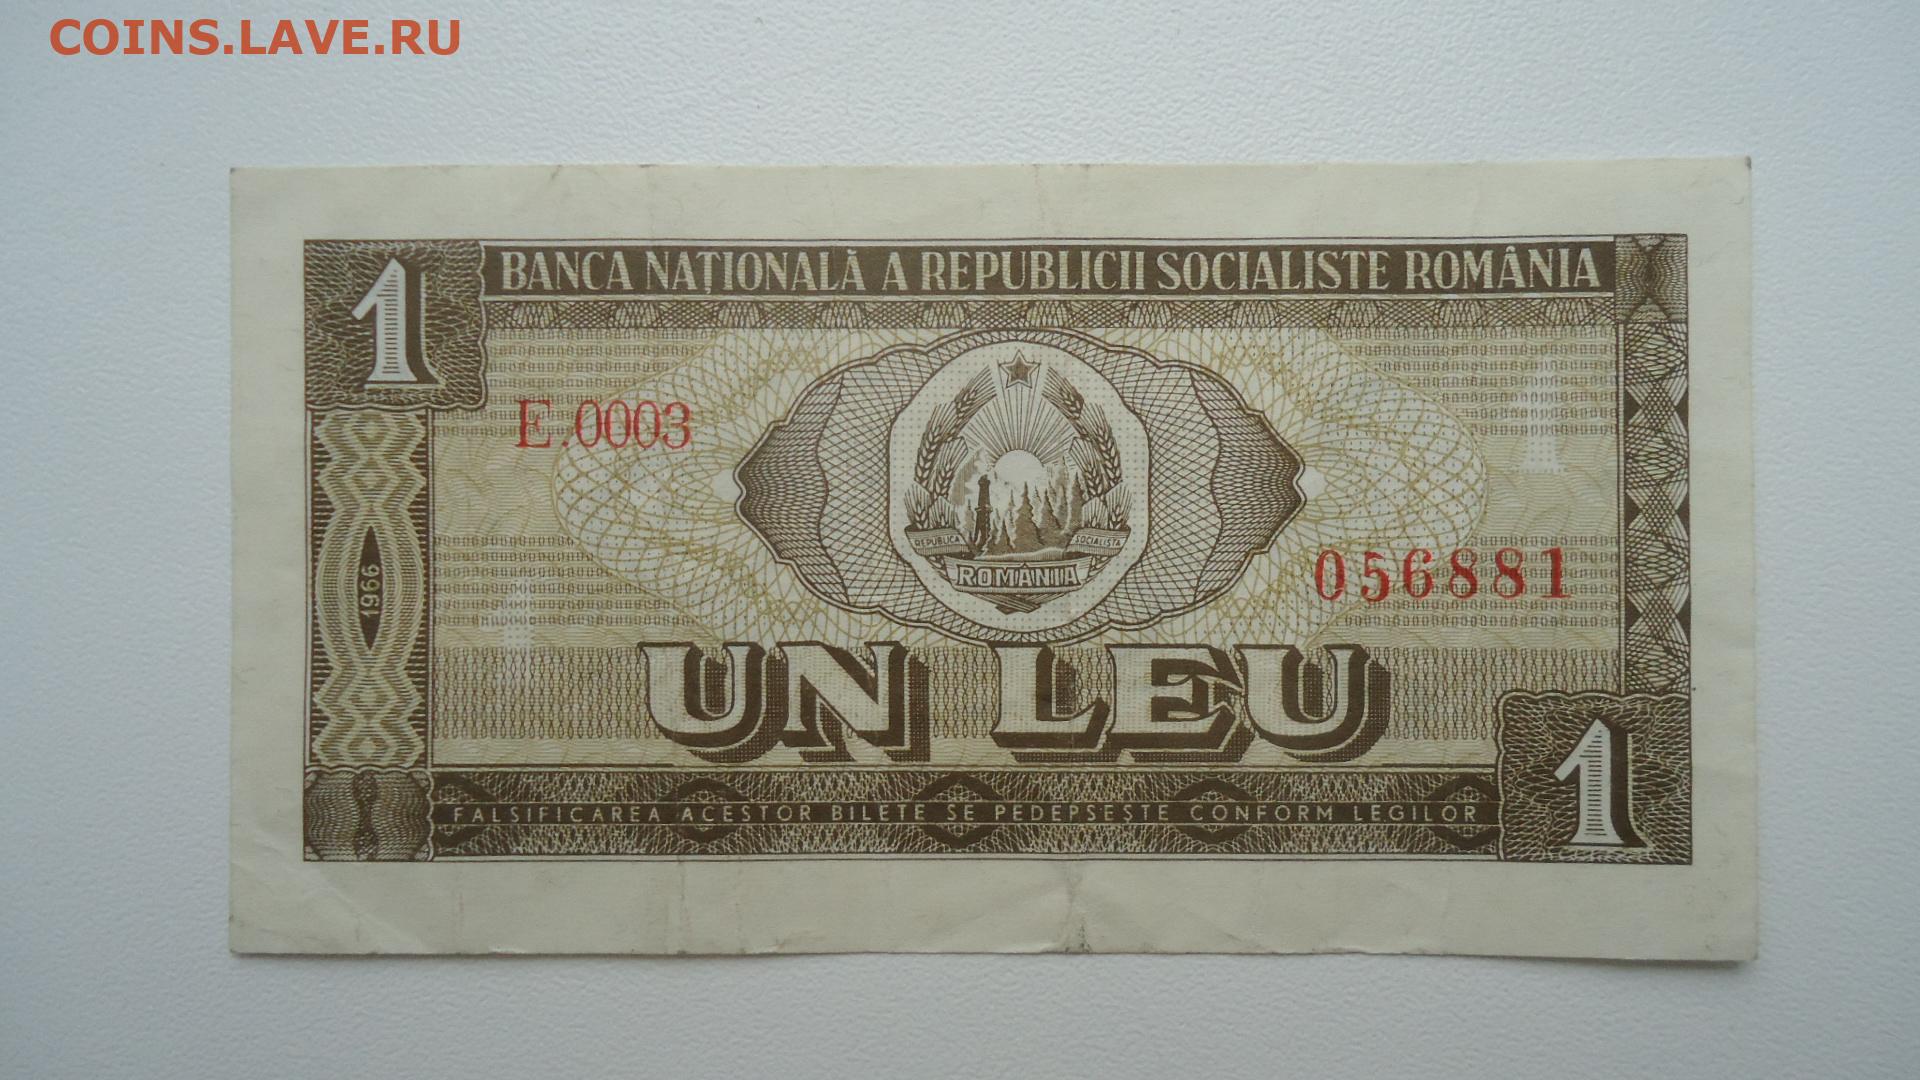 COINS.LAVE.RU
1
BANCA NAȚIONALĂ A REPUBLICII SOCIALISTE ROMÂNIA
E.0003
REPUBLICA SOCIALISTA
ROMÂNIA
056881
1966
UN LEU
FALSIFICAREA ACESTOR BILETE SE PEDEPSEȘTE CONFORM LEGILOR
1